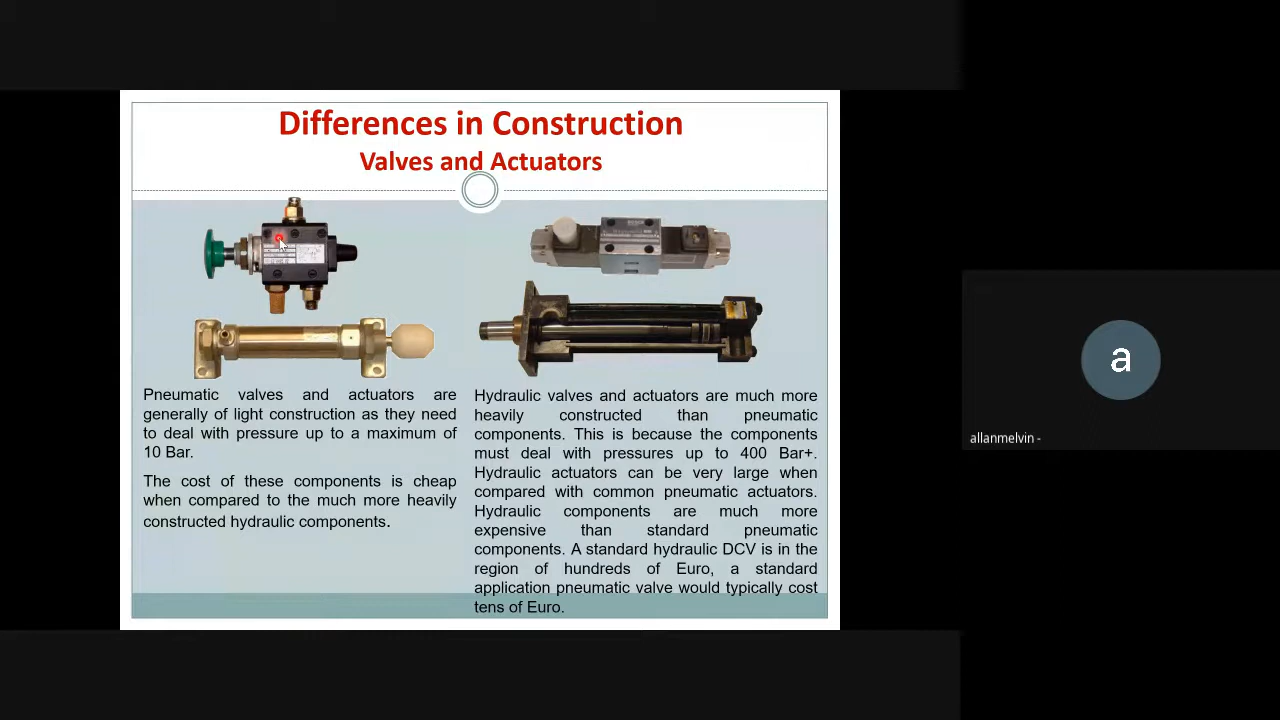 Differences in Construction
Valves and Actuators
Pneumatic valves and actuators are
generally of light construction as they need
to deal with pressure up to a maximum of
10 Bar.
The cost of these components is cheap
when compared to the much more heavily
constructed hydraulic components.
Hydraulic valves and actuators are much more
heavily constructed than pneumatic
components. This is because the components
must deal with pressures up to 400 Bar+.
Hydraulic actuators can be very large when
compared with common pneumatic actuators.
Hydraulic components are much more
expensive than standard pneumatic
components. A standard hydraulic DCV is in the
region of hundreds of Euro, a standard
application pneumatic valve would typically cost
tens of Euro.
a
allanmelvin -